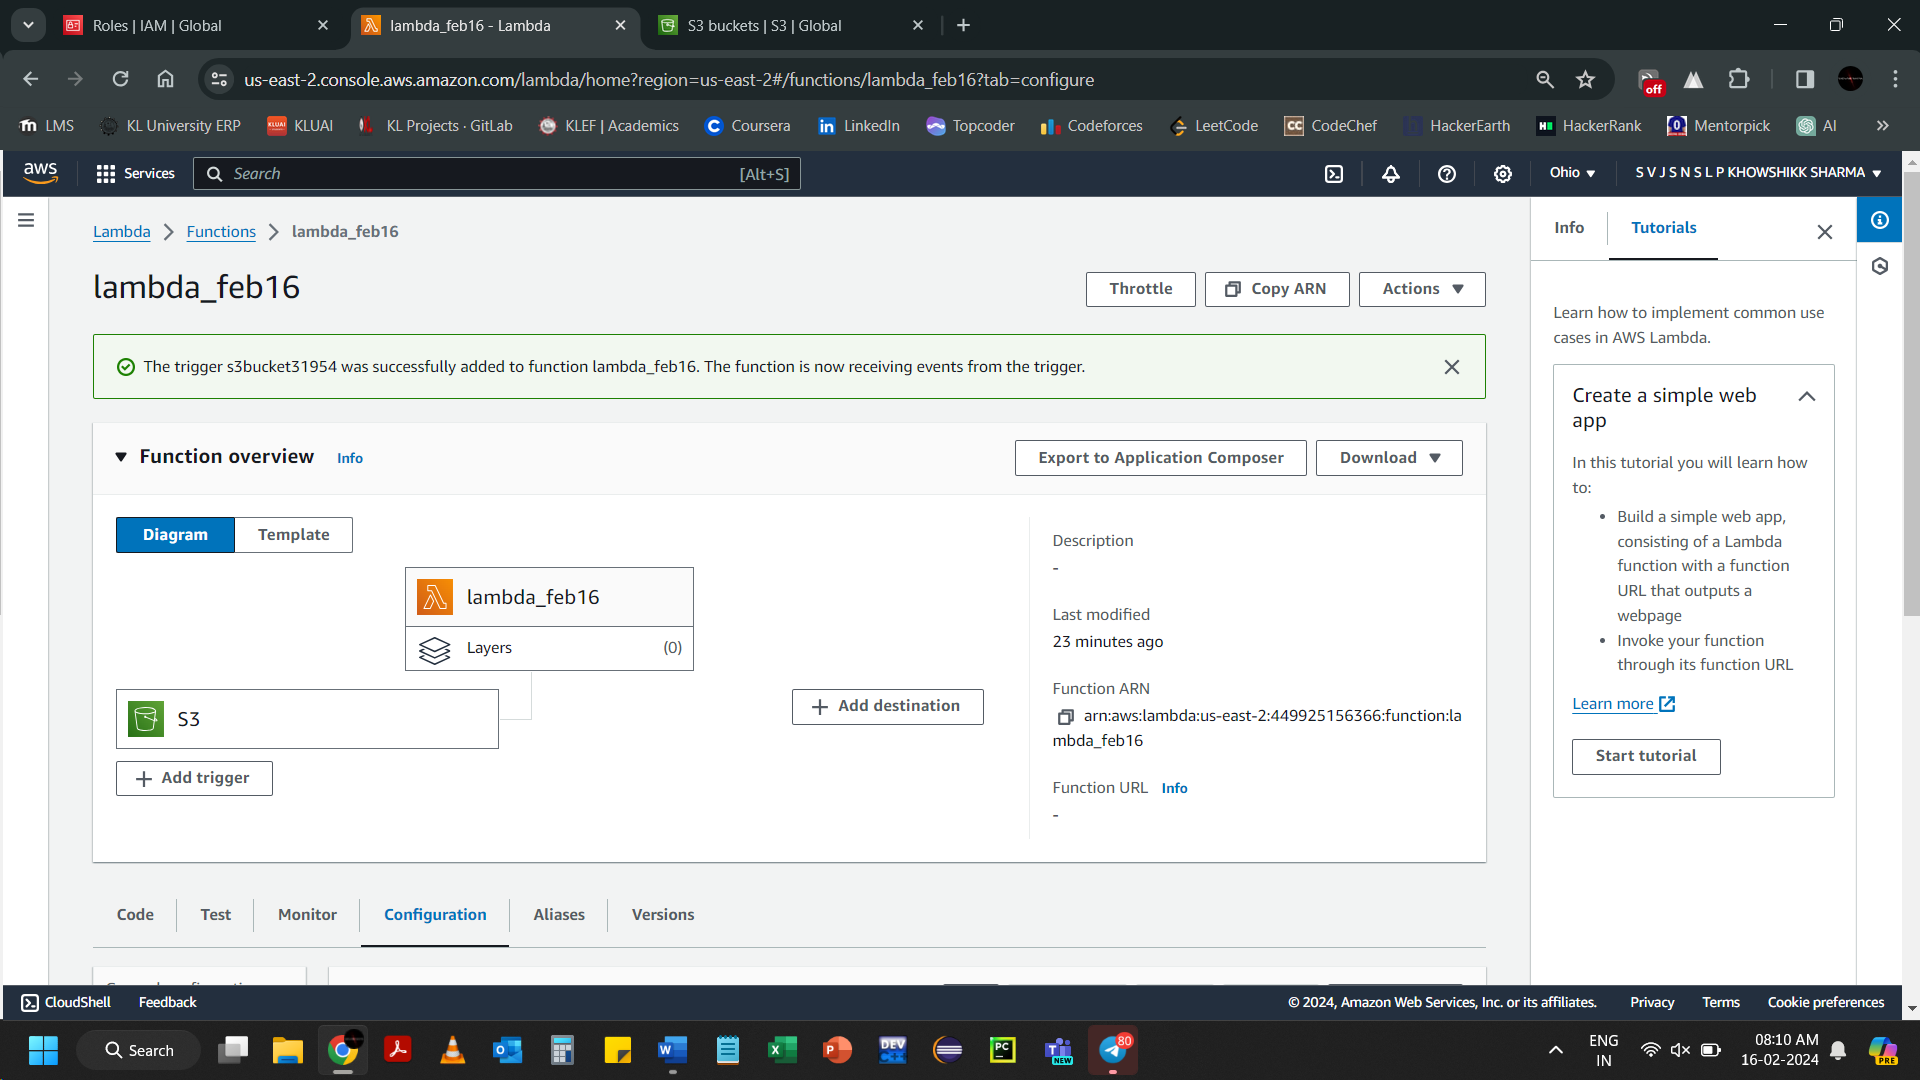 Roles | IAM | Global
lambda_feb16 - Lambda
S3 buckets | S3 | Global
us-east-2.console.aws.amazon.com/lambda/home?region=us-east-2#/functions/lambda_feb16?tab=configure
off
LMS
KL University ERP
KLUAI
KL Projects · GitLab
KLEF | Academics
Coursera
LinkedIn
Topcoder
Codeforces
LeetCode
CodeChef
HackerEarth
HackerRank
Mentorpick
AI
aws
Services
Search
[Alt+S]
Ohio
S V J S N S L P KHOWSHIKK SHARMA
Lambda
Functions
lambda_feb16
lambda_feb16
Throttle
Copy ARN
Actions
The trigger s3bucket31954 was successfully added to function lambda_feb16. The function is now receiving events from the trigger.
Function overview
Info
Export to Application Composer
Download
Diagram
Template
lambda_feb16
Layers
(0)
S3
Add trigger
Add destination
Description
-
Last modified
23 minutes ago
Function ARN
arn:aws:lambda:us-east-2:449925156366:function:la
mbda_feb16
Function URL
Info
-
Code
Test
Monitor
Configuration
Aliases
Versions
Info
Tutorials
Learn how to implement common use
cases in AWS Lambda.
Create a simple web
app
In this tutorial you will learn how
to:
• Build a simple web app,
consisting of a Lambda
function with a function
URL that outputs a
webpage
• Invoke your function
through its function URL
Learn more
Start tutorial
CloudShell
Feedback
© 2024, Amazon Web Services, Inc. or its affiliates.
Privacy
Terms
Cookie preferences
Search
DEV
PC
NEW
80
ENG
IN
08:10 AM
16-02-2024
PRE